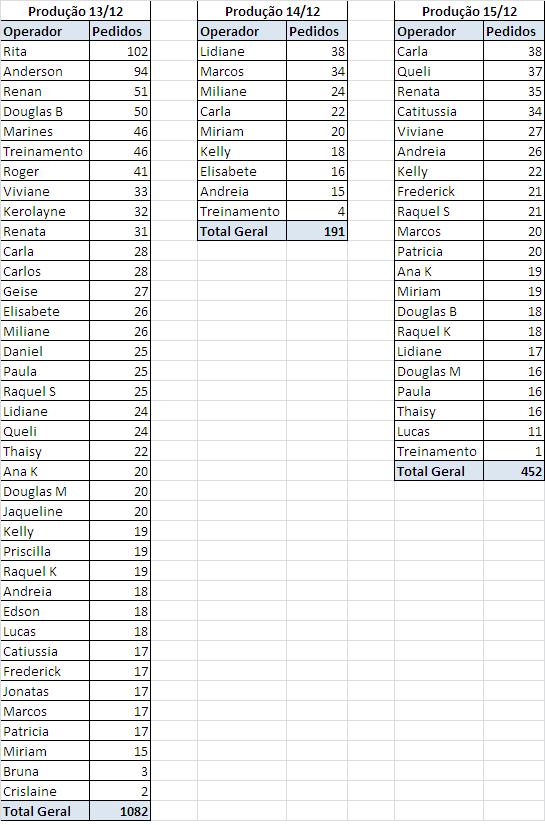 Produção 13/12
Operador Pedidos
Rita 102
Anderson 94
Renan 51
Douglas B 50
Marines 46
Treinamento 46
Roger 41
Viviane 33
Kerolayne 32
Renata 31
Carla 28
Carlos 28
Geise 27
Elisabete 26
Miliane 26
Daniel 25
Paula 25
Raquel S 25
Lidiane 24
Queli 24
Thaisy 22
Ana K 20
Douglas M 20
Jaqueline 20
Kelly 19
Priscilla 19
Raquel K 19
Andreia 18
Edson 18
Lucas 18
Catiussia 17
Frederick 17
Jonatas 17
Marcos 17
Patricia 17
Miriam 15
Bruna 3
Crislaine 2
Total Geral 1082
Produção 14/12
Operador Pedidos
Lidiane 38
Marcos 34
Miliane 24
Carla 22
Miriam 20
Kelly 18
Elisabete 16
Andreia 15
Treinamento 4
Total Geral 191
Produção 15/12
Operador Pedidos
Carla 38
Queli 37
Renata 35
Catitussia 34
Viviane 27
Andreia 26
Kelly 22
Frederick 21
Raquel S 21
Marcos 20
Patricia 20
Ana K 19
Miriam 19
Douglas B 18
Raquel K 18
Lidiane 17
Douglas M 16
Paula 16
Thaisy 16
Lucas 11
Treinamento 1
Total Geral 452